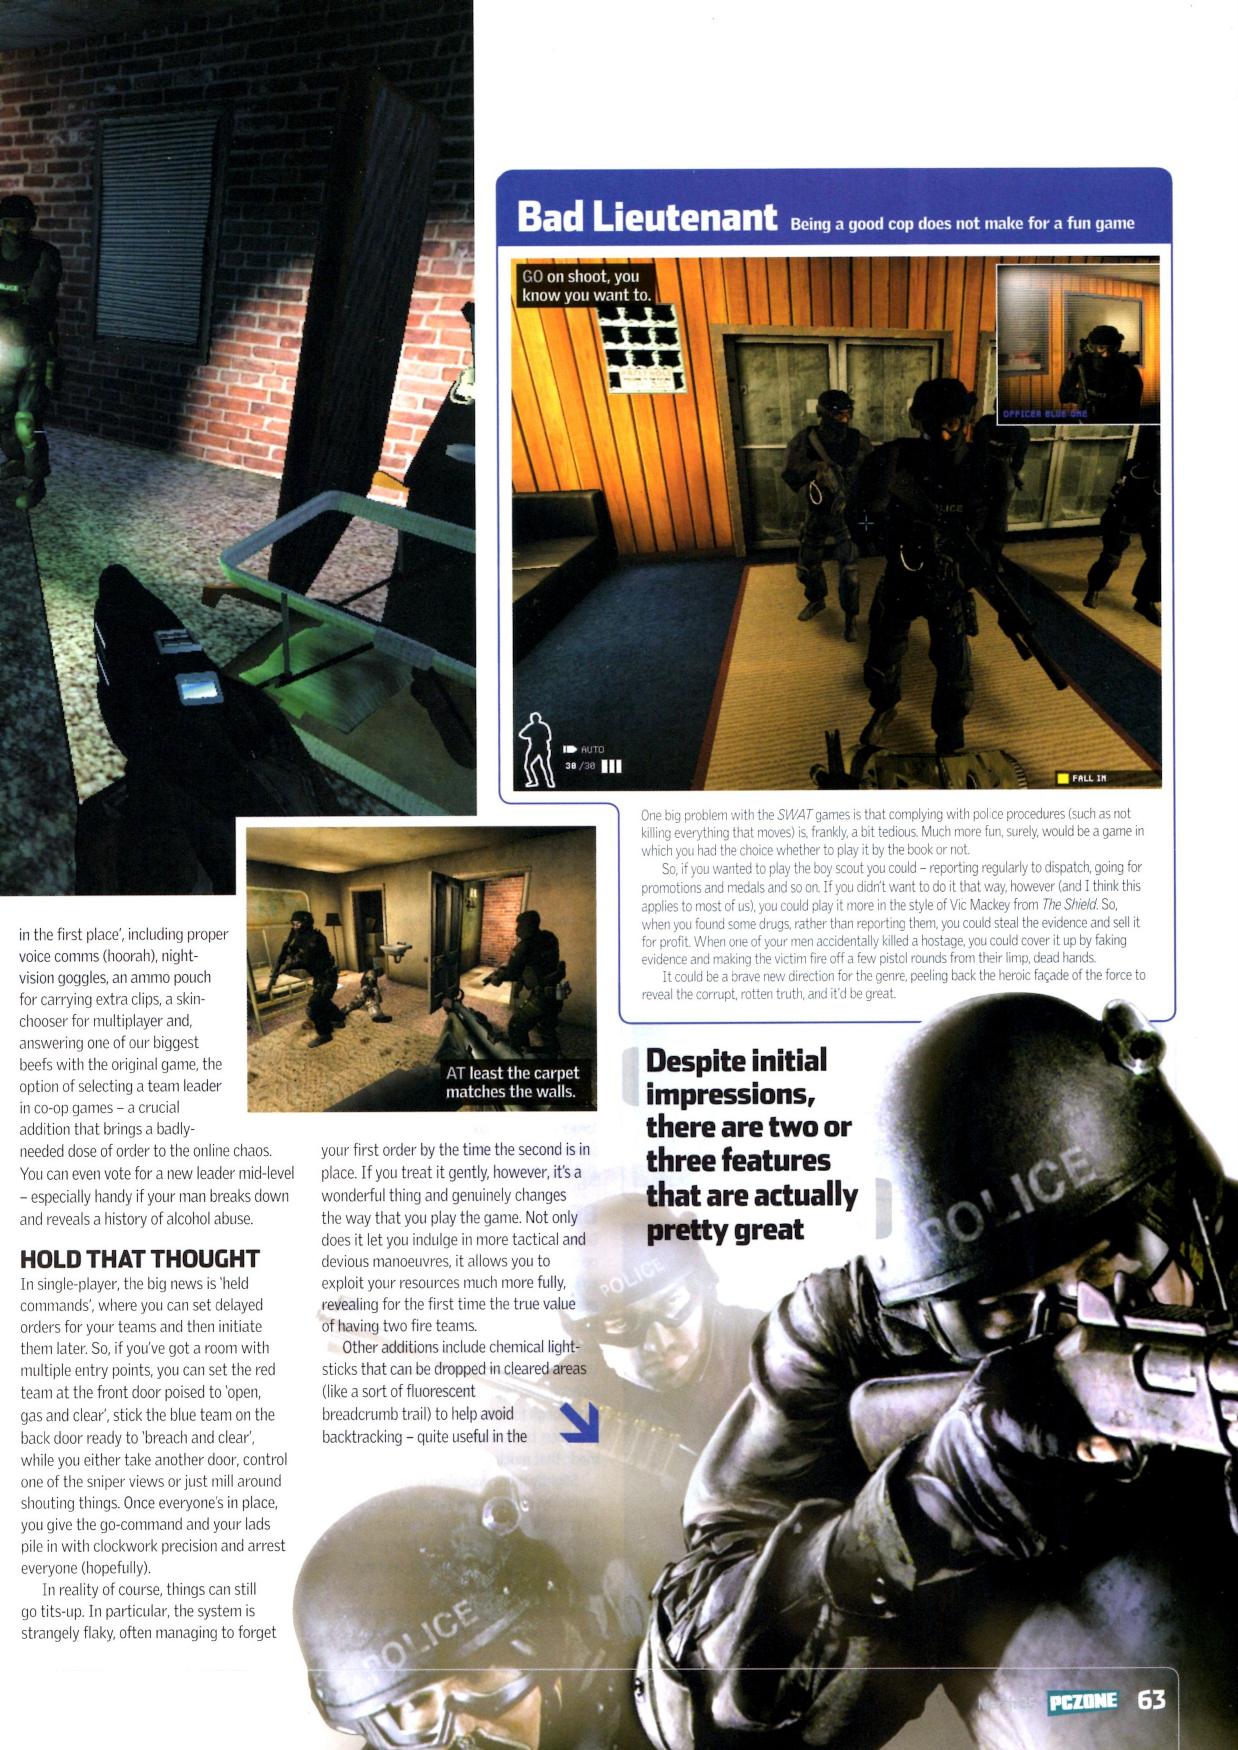 Bad Lieutenant Being a good cop does not make for a fun game
GO on shoot, you
know you want to.
OFFICER BLUE ONE
POLICE
AUTO
30/30
FALL IN
One big problem with the SWAT games is that complying with police procedures (such as not
killing everything that moves) is, frankly, a bit tedious. Much more fun, surely, would be a game in
which you had the choice whether to play it by the book or not.
So, if you wanted to play the boy scout you could – reporting regularly to dispatch, going for
promotions and medals and so on. If you didn't want to do it that way, however (and I think this
applies to most of us), you could play it more in the style of Vic Mackey from The Shield. So,
when you found some drugs, rather than reporting them, you could steal the evidence and sell it
for profit. When one of your men accidentally killed a hostage, you could cover it up by faking
evidence and making the victim fire off a few pistol rounds from their limp, dead hands.
It could be a brave new direction for the genre, peeling back the heroic façade of the force to
reveal the corrupt, rotten truth, and it'd be great.
AT least the carpet
matches the walls.
in the first place', including proper
voice comms (hoorah), night-
vision goggles, an ammo pouch
for carrying extra clips, a skin-
chooser for multiplayer and,
answering one of our biggest
beefs with the original game, the
option of selecting a team leader
in co-op games – a crucial
addition that brings a badly-
needed dose of order to the online chaos.
You can even vote for a new leader mid-level
– especially handy if your man breaks down
and reveals a history of alcohol abuse.
HOLD THAT THOUGHT
In single-player, the big news is 'held
commands', where you can set delayed
orders for your teams and then initiate
them later. So, if you've got a room with
multiple entry points, you can set the red
team at the front door poised to 'open,
gas and clear', stick the blue team on the
back door ready to 'breach and clear',
while you either take another door, control
one of the sniper views or just mill around
shouting things. Once everyone's in place,
you give the go-command and your lads
pile in with clockwork precision and arrest
everyone (hopefully).
In reality of course, things can still
go tits-up. In particular, the system is
strangely flaky, often managing to forget
your first order by the time the second is in
place. If you treat it gently, however, it's a
wonderful thing and genuinely changes
the way that you play the game. Not only
does it let you indulge in more tactical and
devious manoeuvres, it allows you to
exploit your resources much more fully,
revealing for the first time the true value
of having two fire teams.
Other additions include chemical light-
sticks that can be dropped in cleared areas
(like a sort of fluorescent
breadcrumb trail) to help avoid
backtracking – quite useful in the
Despite initial
impressions,
there are two or
three features
that are actually
pretty great
POLICE
POLICE
POLICE
PCZONE 63